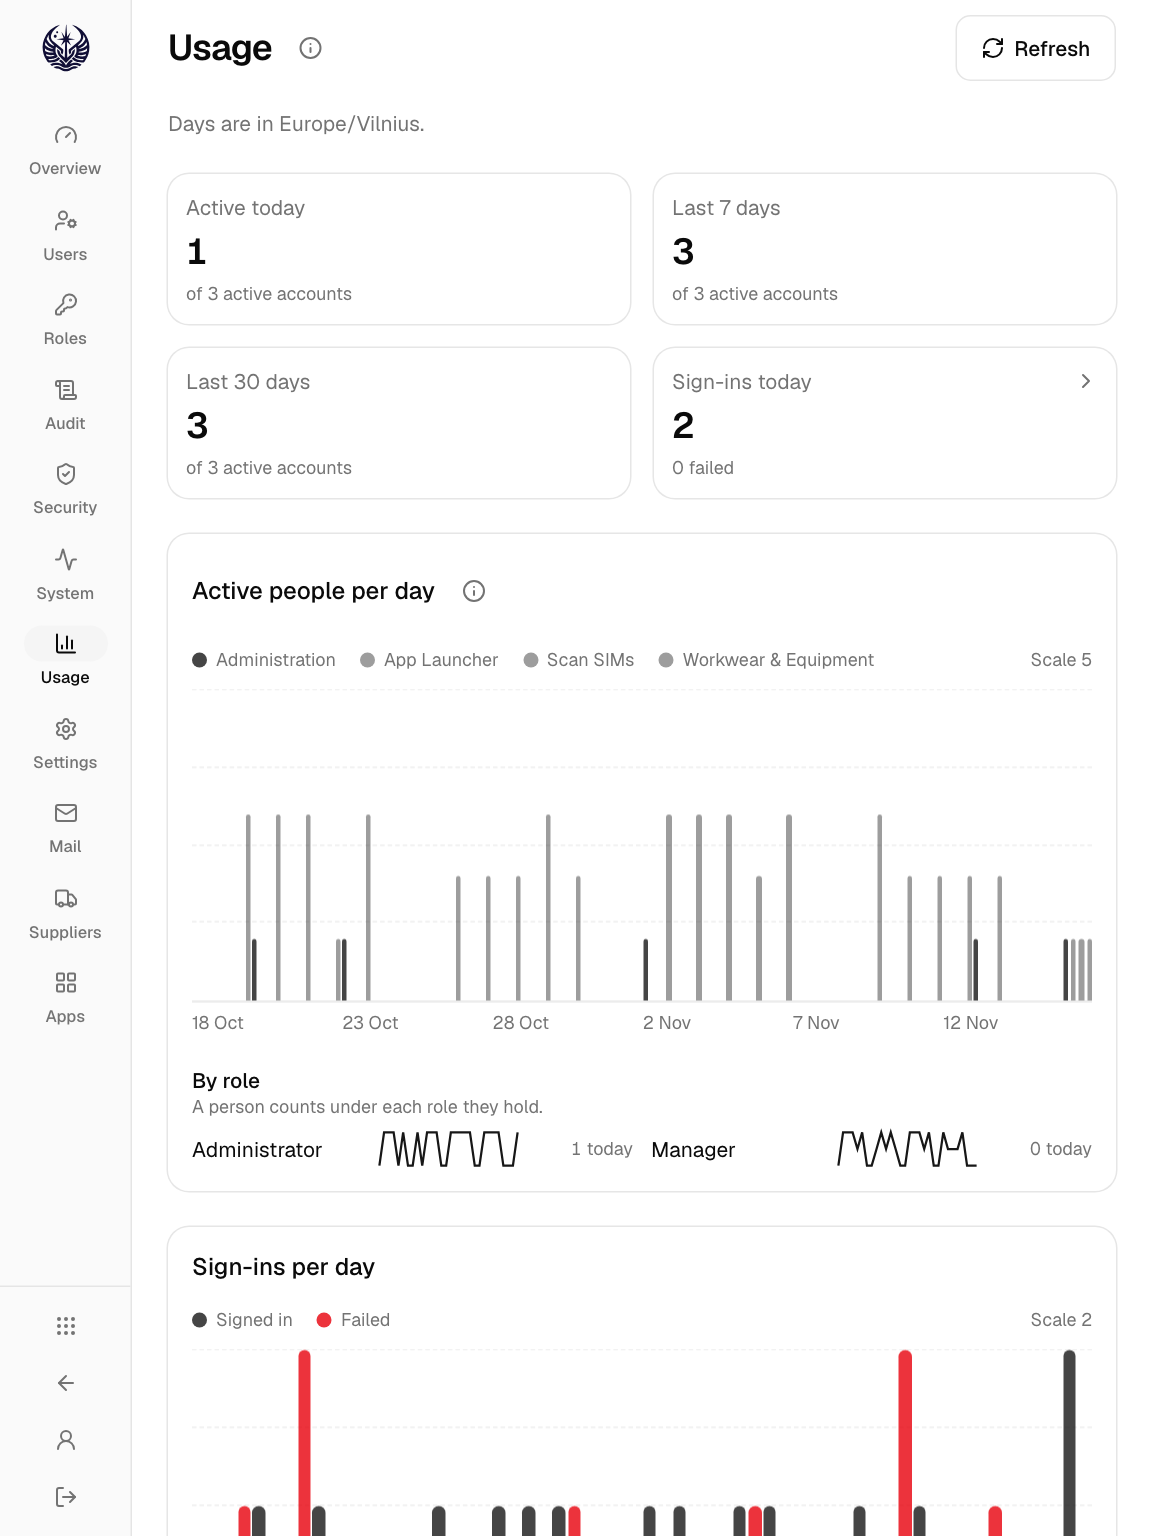 Usage
Refresh
Days are in Europe/Vilnius.
Active today
1
of 3 active accounts
Last 7 days
3
of 3 active accounts
Last 30 days
3
of 3 active accounts
Sign-ins today
2
0 failed
Overview
Users
Roles
Audit
Security
System
Usage
Settings
Mail
Suppliers
Apps
Active people per day
Administration App Launcher Scan SIMs Workwear & Equipment Scale 5
18 Oct 23 Oct 28 Oct 2 Nov 7 Nov 12 Nov
By role
A person counts under each role they hold.
Administrator 1 today Manager 0 today
Sign-ins per day
Signed in Failed Scale 2